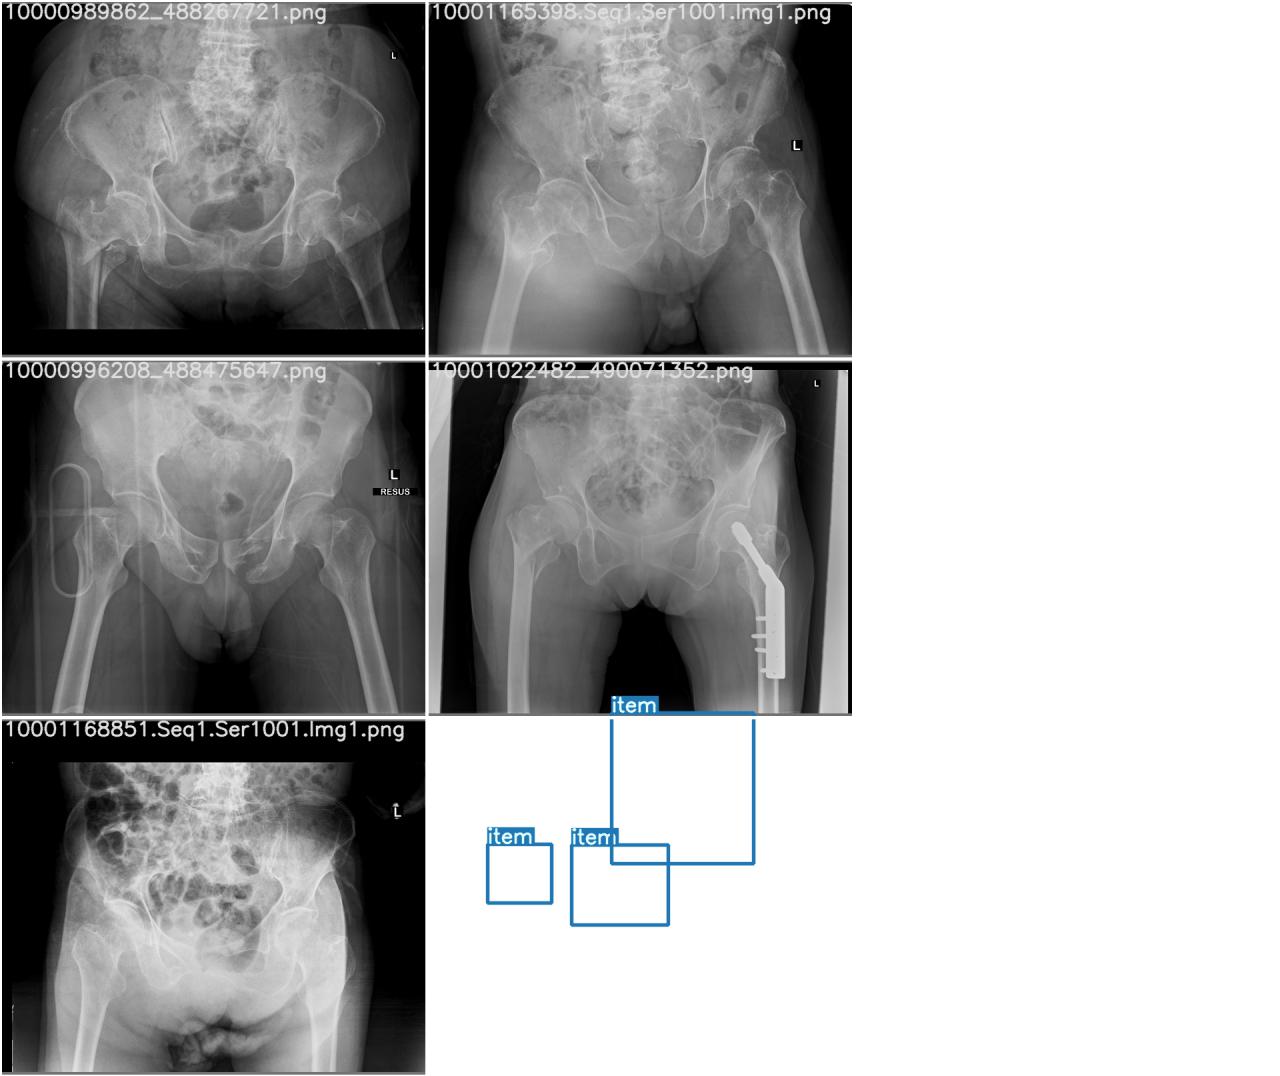 10000989862_488267721.png
10001165398.Seq1.Ser1001.Img1.png
L
L
10000996208_488475647.png
10001022482_490071352.png
L
L
RESUS
item
10001168851.Seq1.Ser1001.Img1.png
L
item
item